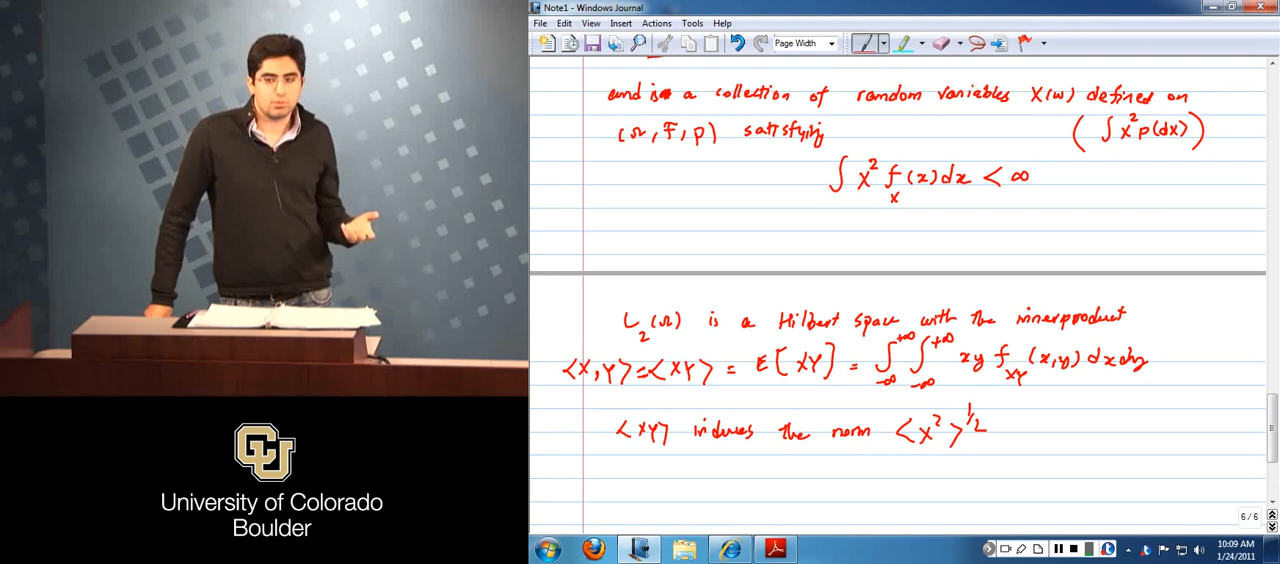 Note1 - Windows Journal
File Edit View Insert Actions Tools Help
Page Width
and is a collection of random variables X(ω) defined on
(Ω, F, p) satisfying (∫ x² p(dx))
∫ x² f_X (x) dx < ∞
L₂(Ω) is a Hilbert space with the innerproduct
<X, Y> = <XY> = E[XY] = ∫_{-∞}^{+∞} ∫_{-∞}^{+∞} xy f_{XY} (x,y) dx dy
<XY> induces the norm <X²>^{1/2}
6 / 6
10:09 AM
1/24/2011
CU
University of Colorado
Boulder